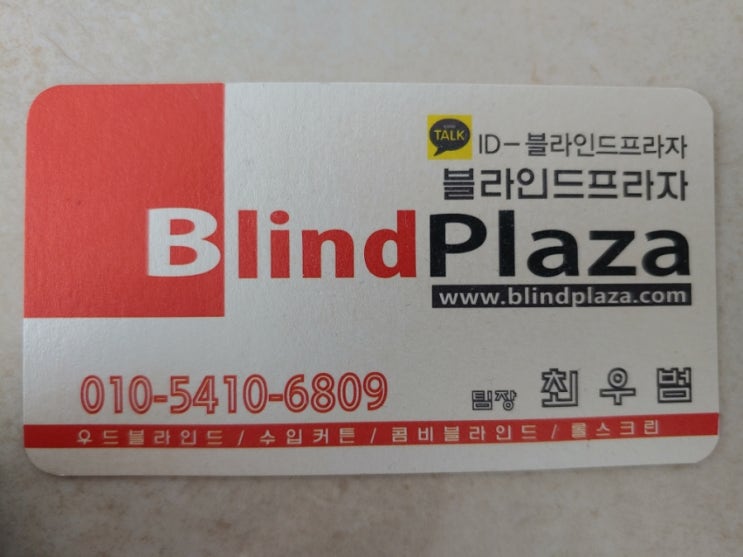 TALK ID-블라인드프라자
블라인드프라자
BlindPlaza
www.blindplaza.com
010-5410-6809 팀장 최우범
우드블라인드 / 수입커튼 / 콤비블라인드 / 롤스크린